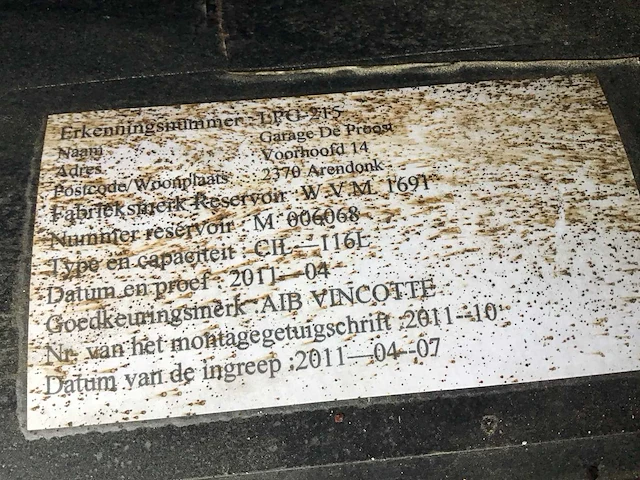 Erkenningsnummer : LPG-215
Naam Garage De Proost
Adres Voorhoofd 14
Postcode/Woonplaats 2370 Arendonk
Fabrieksmerk Reservoir : W.V.M. 1691
Nummer reservoir : M 006068
Type en capaciteit : CIL—116L
Datum en proef : 2011—04
Goedkeuringsmerk AIB VINCOTTE
Nr. van het montagegetuigschrift :2011--10
Datum van de ingreep :2011—04--07